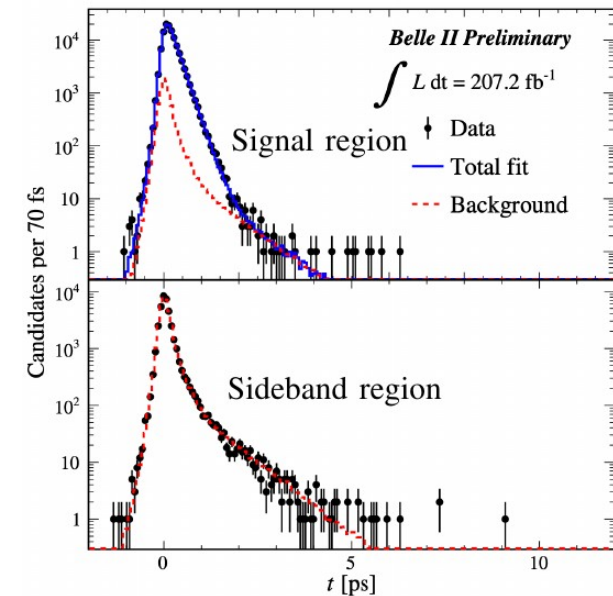 Belle II Preliminary
∫ L dt = 207.2 fb⁻¹
Data
Total fit
Background
Signal region
10⁴
10³
10²
10
1
Sideband region
10⁴
10³
10²
10
1
Candidates per 70 fs
0 5 10
t [ps]